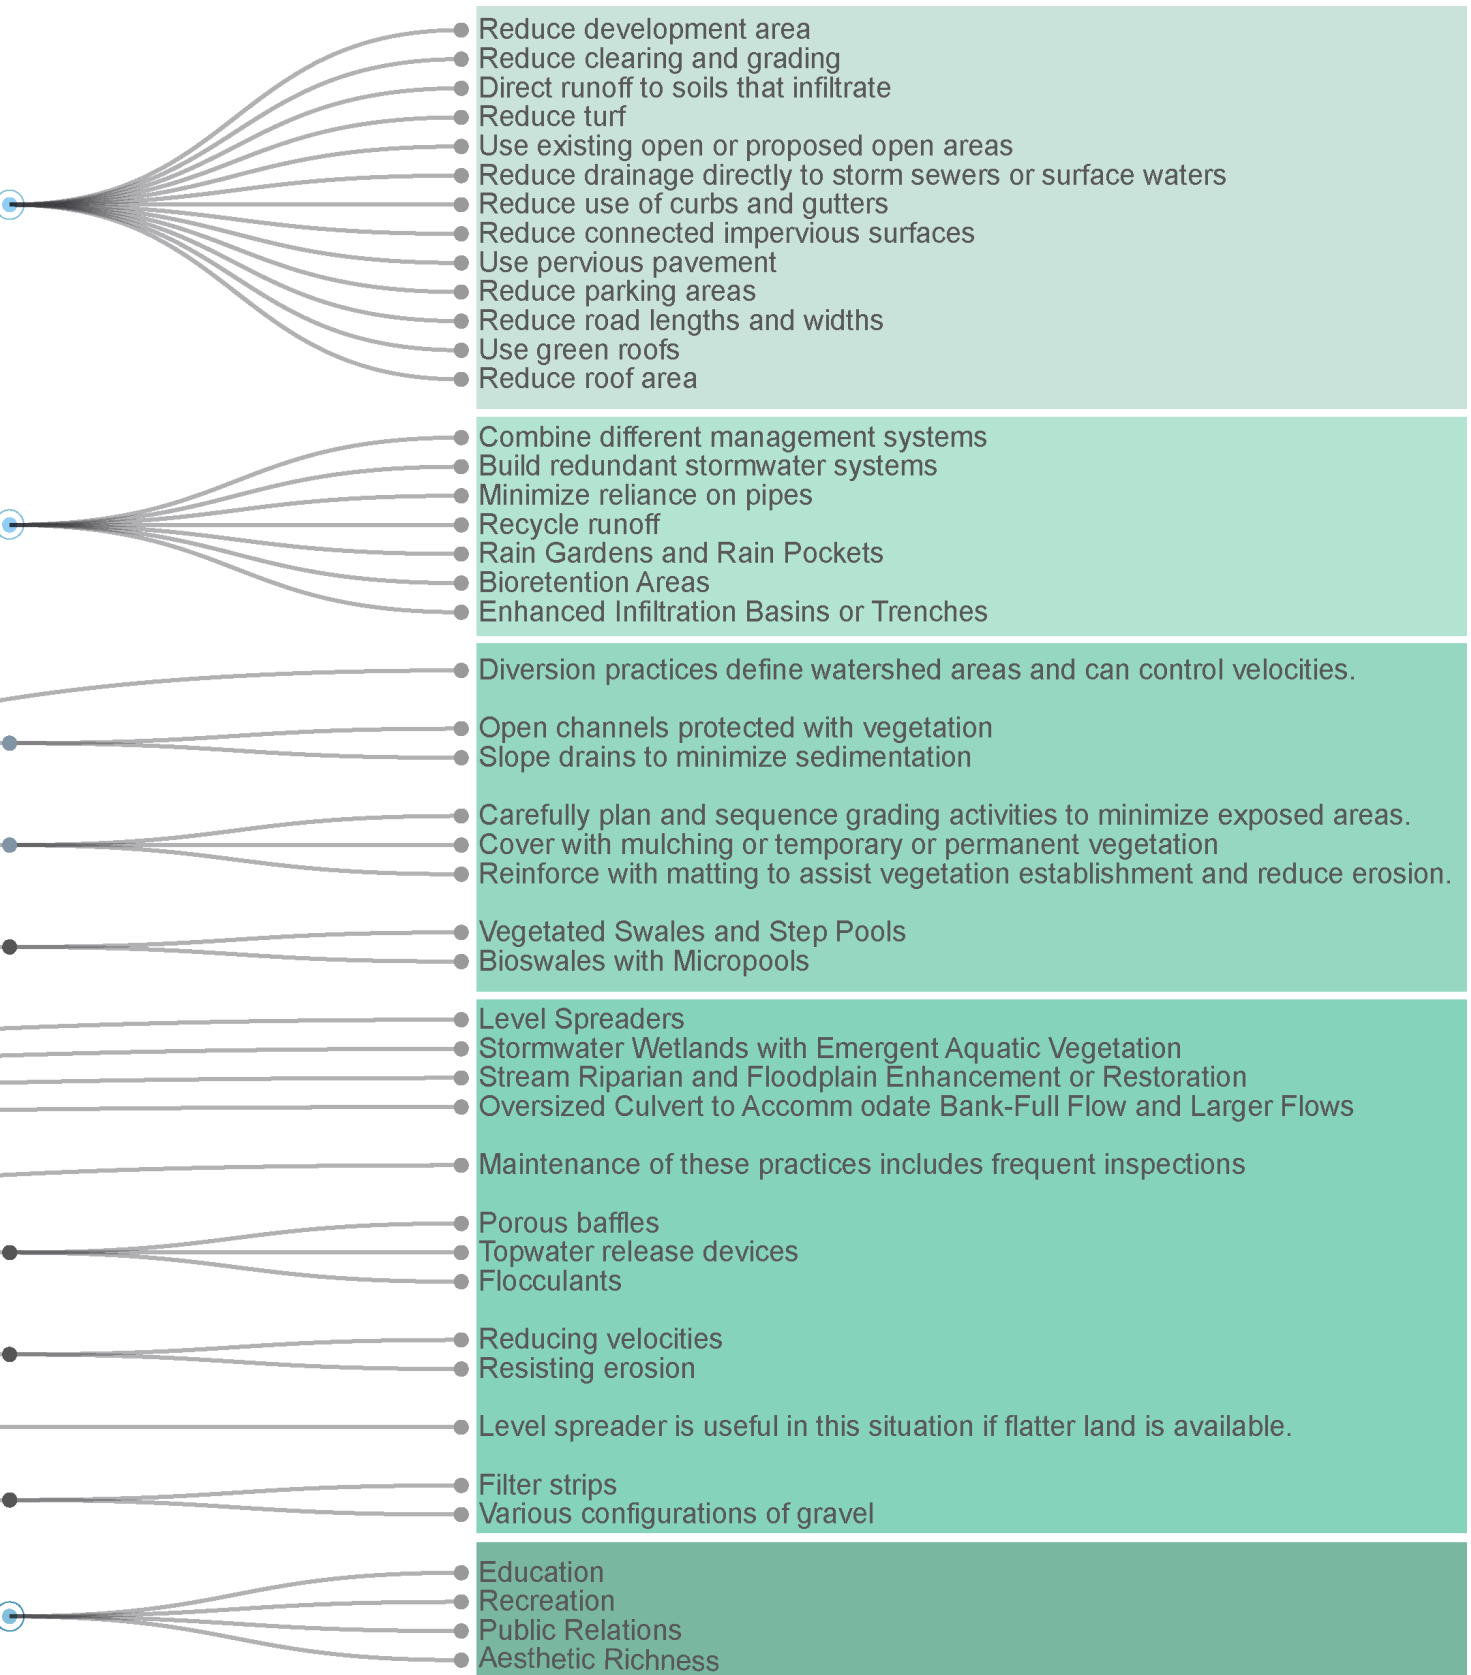 Reduce development area
Reduce clearing and grading
Direct runoff to soils that infiltrate
Reduce turf
Use existing open or proposed open areas
Reduce drainage directly to storm sewers or surface waters
Reduce use of curbs and gutters
Reduce connected impervious surfaces
Use pervious pavement
Reduce parking areas
Reduce road lengths and widths
Use green roofs
Reduce roof area
Combine different management systems
Build redundant stormwater systems
Minimize reliance on pipes
Recycle runoff
Rain Gardens and Rain Pockets
Bioretention Areas
Enhanced Infiltration Basins or Trenches
Diversion practices define watershed areas and can control velocities.
Open channels protected with vegetation
Slope drains to minimize sedimentation
Carefully plan and sequence grading activities to minimize exposed areas.
Cover with mulching or temporary or permanent vegetation
Reinforce with matting to assist vegetation establishment and reduce erosion.
Vegetated Swales and Step Pools
Bioswales with Micropools
Level Spreaders
Stormwater Wetlands with Emergent Aquatic Vegetation
Stream Riparian and Floodplain Enhancement or Restoration
Oversized Culvert to Accomm odate Bank-Full Flow and Larger Flows
Maintenance of these practices includes frequent inspections
Porous baffles
Topwater release devices
Flocculants
Reducing velocities
Resisting erosion
Level spreader is useful in this situation if flatter land is available.
Filter strips
Various configurations of gravel
Education
Recreation
Public Relations
Aesthetic Richness